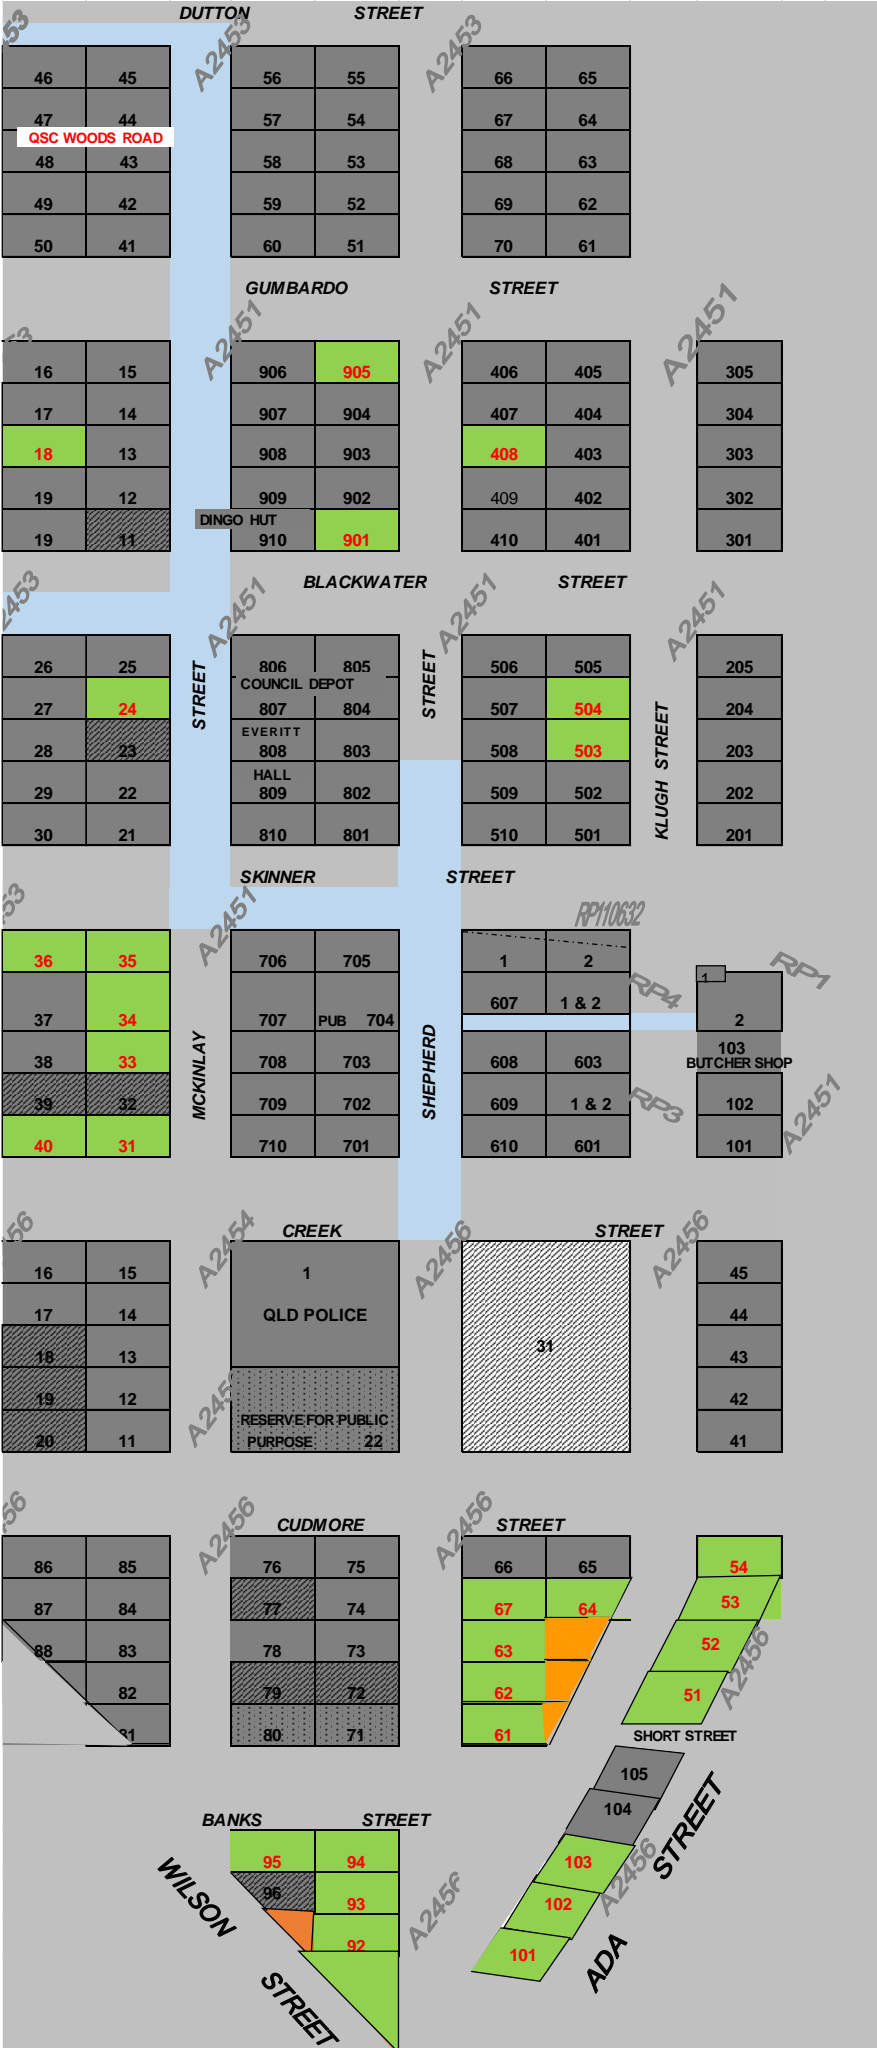 DUTTON STREET
A2453 A2453
46 45 56 55 66 65
47 44 57 54 67 64
QSC WOODS ROAD
48 43 58 53 68 63
49 42 59 52 69 62
50 41 60 51 70 61
GUMBARDO STREET
A2451 A2451 A2451
16 15 906 905 406 405 305
17 14 907 904 407 404 304
18 13 908 903 408 403 303
19 12 909 902 409 402 302
DINGO HUT
19 11 910 901 410 401 301
BLACKWATER STREET
2453 A2451 A2451 A2451
26 25 806 805 506 505 205
COUNCIL DEPOT
27 24 807 804 507 504 204
EVERITT
28 23 808 803 508 503 203
HALL
29 22 809 802 509 502 202
30 21 810 801 510 501 201
STREET
STREET
KLUGH STREET
SKINNER STREET
A2451 RP110632
36 35 706 705 1 2
RP4 RP1
1
607 1 & 2
37 34 707 PUB 704 2
38 33 708 703 608 603 103
BUTCHER SHOP
39 32 709 702 609 1 & 2 102
RP3 A2451
40 31 710 701 610 601 101
MCKINLAY
SHEPHERD
CREEK STREET
A2454 A2456 A2456
16 15 1 45
17 14 QLD POLICE 44
18 13 31 43
19 12 42
RESERVE FOR PUBLIC
20 11 PURPOSE 22 41
CUDMORE STREET
A2456 A2456
86 85 76 75 66 65 54
87 84 77 74 67 64 53
88 83 78 73 63 52
82 79 72 62 51
A2456
81 80 71 61
SHORT STREET
105
104
BANKS STREET
95 94 103
96 93 102
92 101
A2456 A2456
WILSON
STREET
ADA
STREET